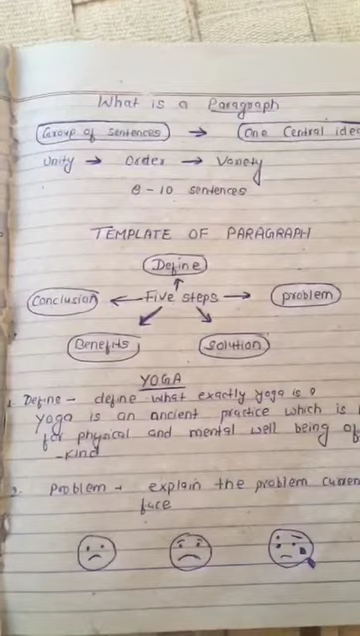 What is a Paragraph
Group of sentences → One Central idea
Unity → Order → Variety
8 - 10 sentences
TEMPLATE OF PARAGRAPH
Define
Conclusion ← Five steps → problem
Benefits solution
YOGA
1. Define - define what exactly yoga is ?
yoga is an ancient practice which is
for physical and mental well being of
-kind
2. Problem → explain the problem
face